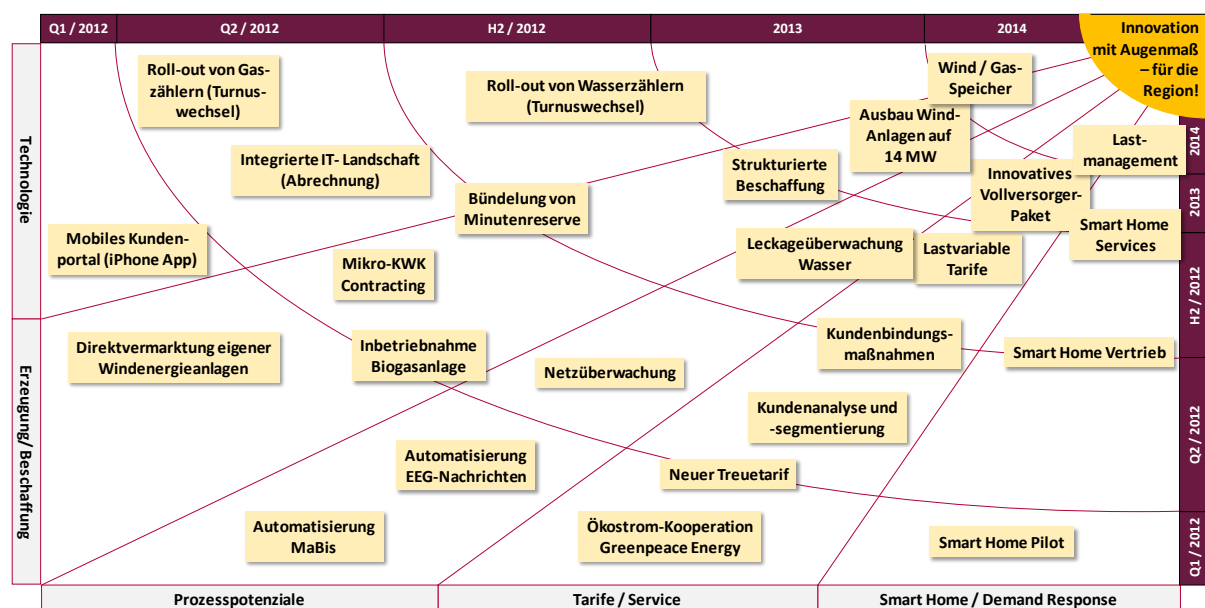 Q1 / 2012
Q2 / 2012
H2 / 2012
2013
2014
Innovation
mit Augenmaß
– für die
Region!
Technologie
Erzeugung/ Beschaffung
Roll-out von Gas-
zählern (Turnus-
wechsel)
Roll-out von Wasserzählern
(Turnuswechsel)
Wind / Gas-
Speicher
Ausbau Wind-
Anlagen auf
14 MW
Last-
management
Integrierte IT- Landschaft
(Abrechnung)
Strukturierte
Beschaffung
Innovatives
Vollversorger-
Paket
Bündelung von
Minutenreserve
Smart Home
Services
Mobiles Kunden-
portal (iPhone App)
Leckageüberwachung
Wasser
Lastvariable
Tarife
Mikro-KWK
Contracting
Direktvermarktung eigener
Windenergieanlagen
Inbetriebnahme
Biogasanlage
Kundenbindungs-
maßnahmen
Smart Home Vertrieb
Netzüberwachung
Kundenanalyse und
-segmentierung
Automatisierung
EEG-Nachrichten
Neuer Treuetarif
Automatisierung
MaBis
Ökostrom-Kooperation
Greenpeace Energy
Smart Home Pilot
2014
2013
H2 / 2012
Q2 / 2012
Q1 / 2012
Prozesspotenziale
Tarife / Service
Smart Home / Demand Response